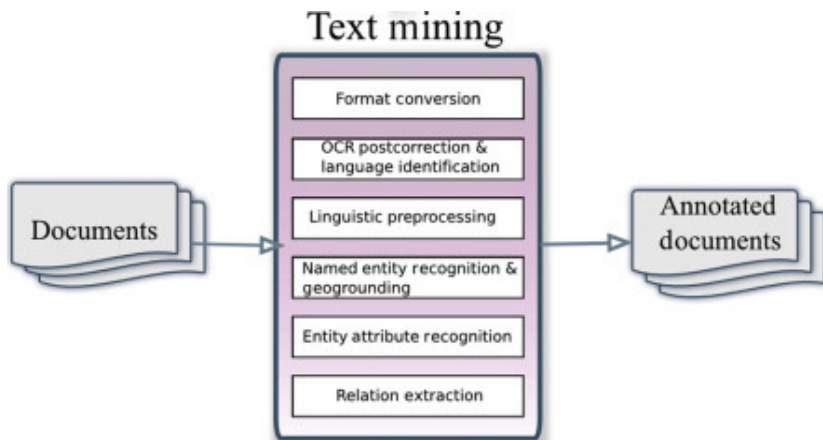 Text mining
Format conversion
OCR postcorrection &
language identification
Linguistic preprocessing
Named entity recognition &
geogrounding
Entity attribute recognition
Relation extraction
Documents
Annotated
documents